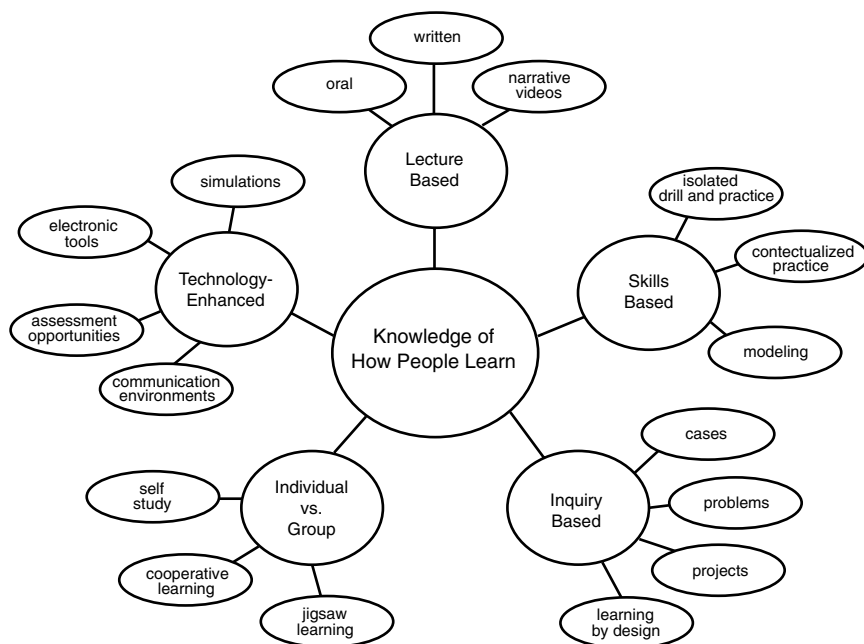 written
oral
narrative
videos
Lecture
Based
simulations
electronic
tools
Technology-
Enhanced
assessment
opportunities
communication
environments
isolated
drill and practice
contectualized
practice
Skills
Based
modeling
Knowledge of
How People Learn
self
study
Individual
vs.
Group
cooperative
learning
jigsaw
learning
cases
Inquiry
Based
problems
projects
learning
by design